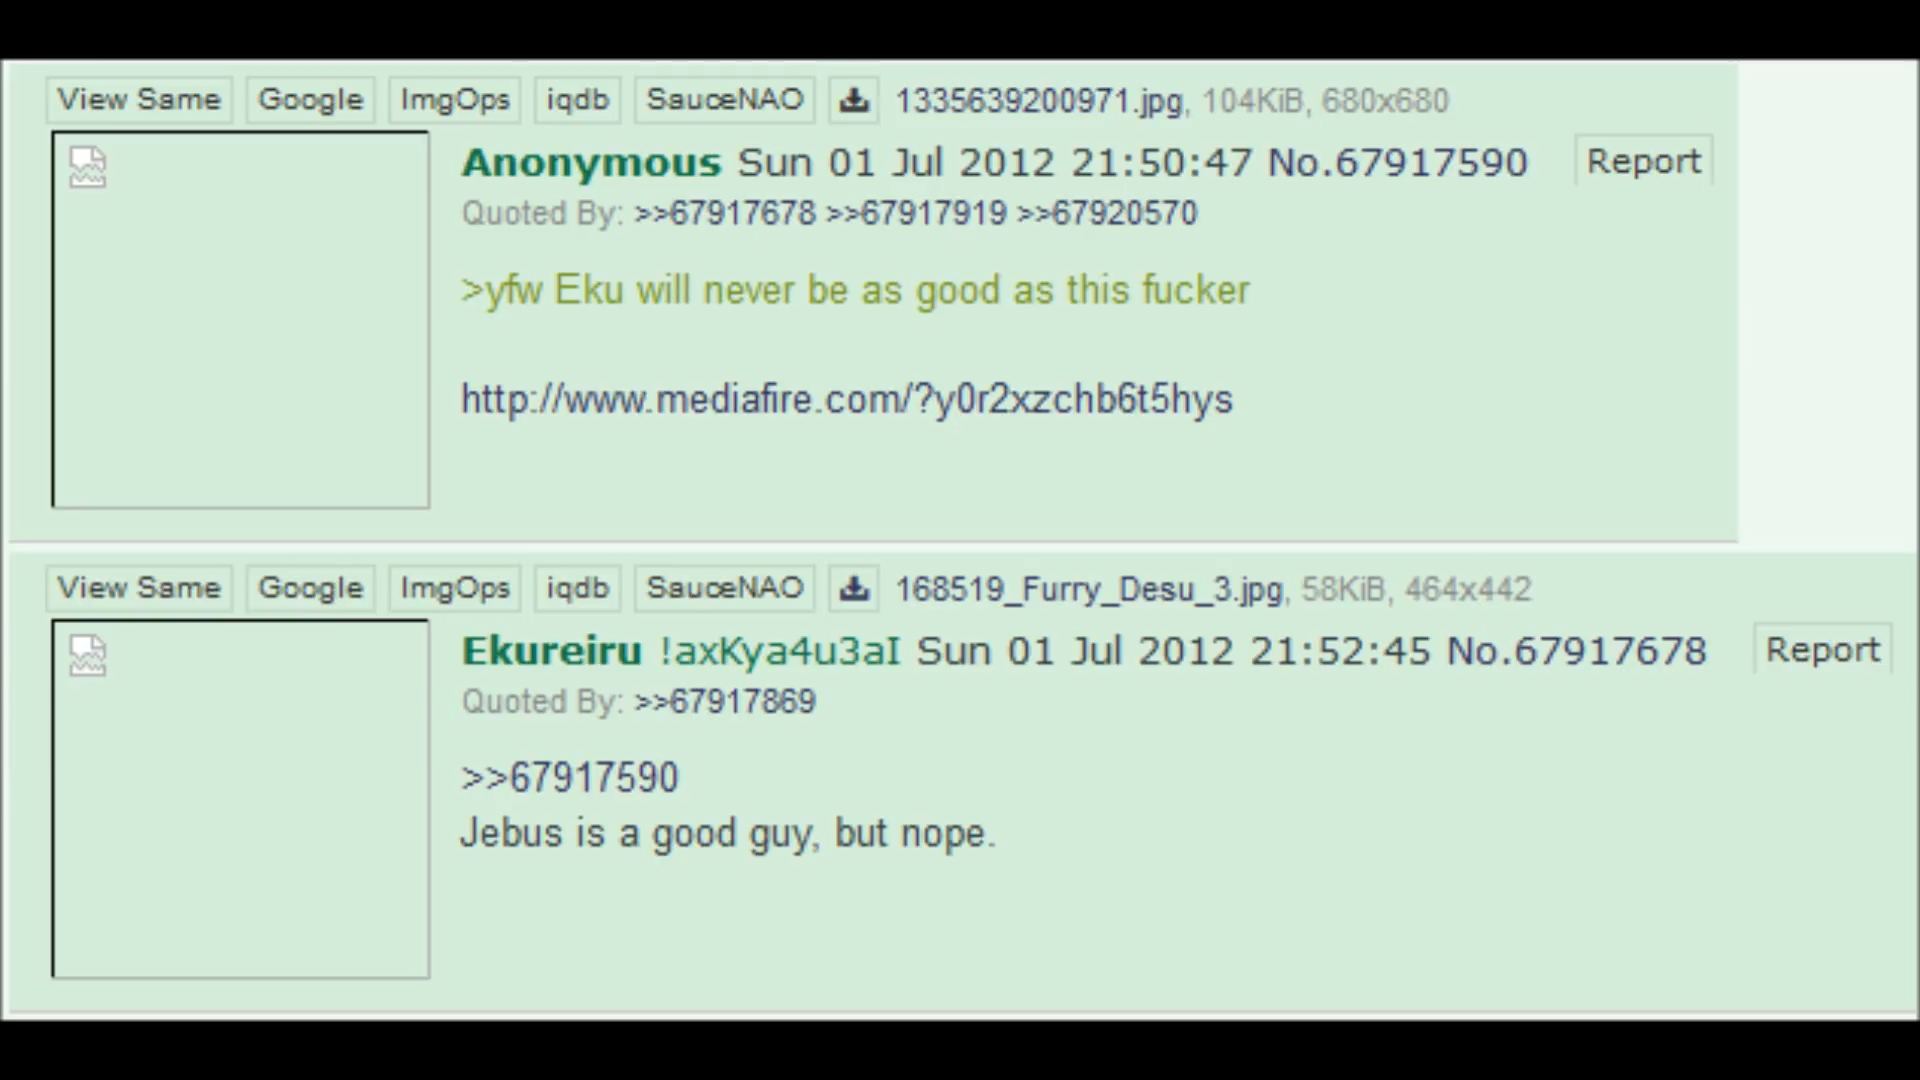 View Same Google ImgOps iqdb SauceNAO 1335639200971.jpg, 104KiB, 680x680
Anonymous Sun 01 Jul 2012 21:50:47 No.67917590 Report
Quoted By: >>67917678 >>67917919 >>67920570
>yfw Eku will never be as good as this fucker
http://www.mediafire.com/?y0r2xzchb6t5hys
View Same Google ImgOps iqdb SauceNAO 168519_Furry_Desu_3.jpg, 58KiB, 464x442
Ekureiru !axKya4u3aI Sun 01 Jul 2012 21:52:45 No.67917678 Report
Quoted By: >>67917869
>>67917590
Jebus is a good guy, but nope.